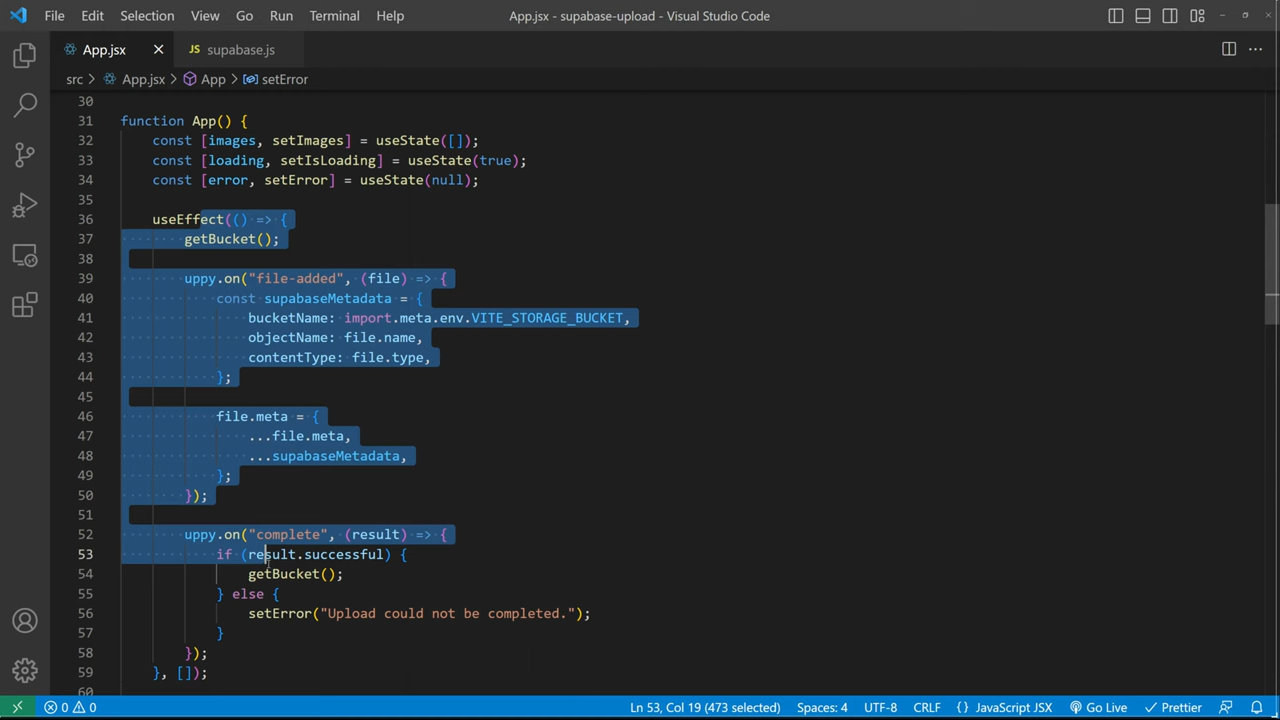 File Edit Selection View Go Run Terminal Help App.jsx - supabase-upload - Visual Studio Code
App.jsx JS supabase.js
src > App.jsx > App > setError
30
31 function App() {
32 const [images, setImages] = useState([]);
33 const [loading, setIsLoading] = useState(true);
34 const [error, setError] = useState(null);
35
36 useEffect(() => {
37 getBucket();
38
39 uppy.on("file-added", (file) => {
40 const supabaseMetadata = {
41 bucketName: import.meta.env.VITE_STORAGE_BUCKET,
42 objectName: file.name,
43 contentType: file.type,
44 };
45
46 file.meta = {
47 ...file.meta,
48 ...supabaseMetadata,
49 };
50 });
51
52 uppy.on("complete", (result) => {
53 if (result.successful) {
54 getBucket();
55 } else {
56 setError("Upload could not be completed.");
57 }
58 });
59 }, []);
60
0 0 Ln 53, Col 19 (473 selected) Spaces: 4 UTF-8 CRLF {} JavaScript JSX Go Live Prettier